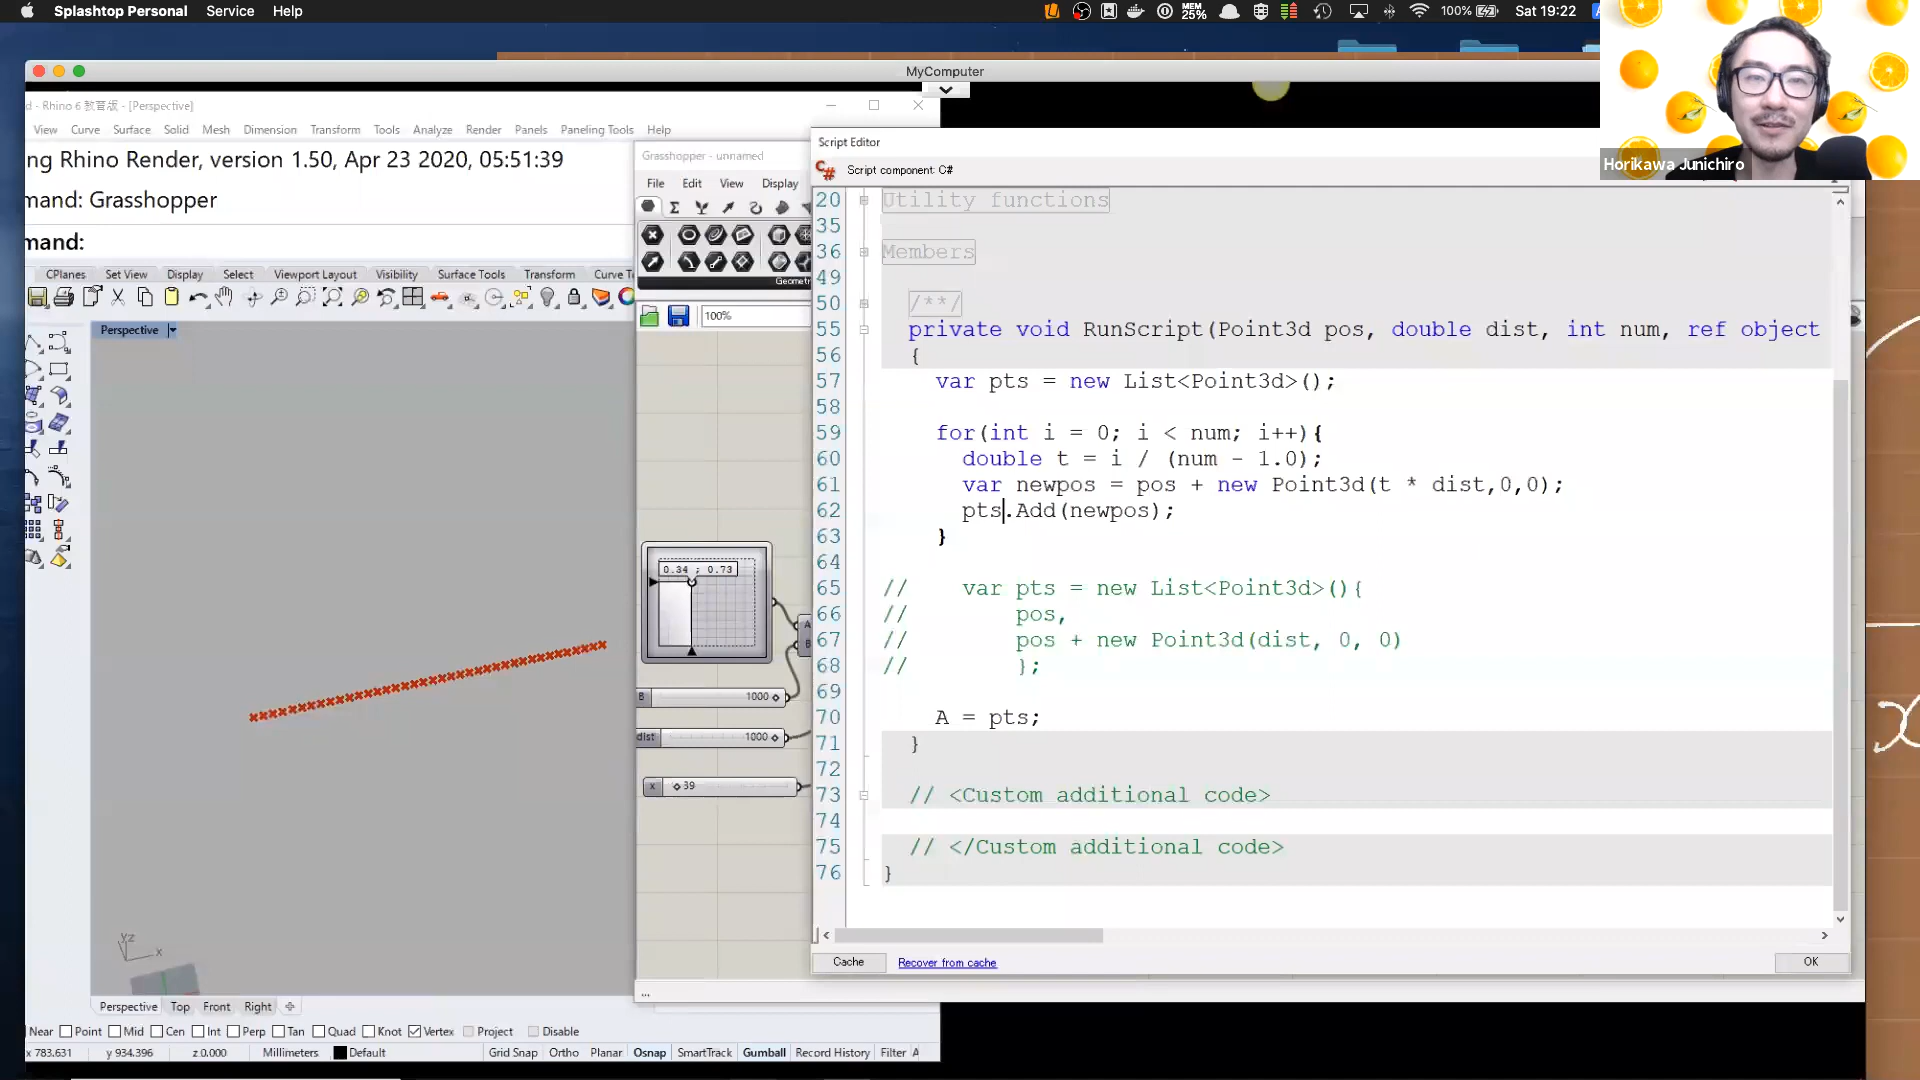 Splashtop Personal Service Help
MEM 25% 100% Sat 19:22
MyComputer
Horikawa Junichiro
d - Rhino 6 教育版 - [Perspective]
View Curve Surface Solid Mesh Dimension Transform Tools Analyze Render Panels Paneling Tools Help
ng Rhino Render, version 1.50, Apr 23 2020, 05:51:39
mand: Grasshopper
mand:
CPlanes Set View Display Select Viewport Layout Visibility Surface Tools Transform Curve T
Perspective
Grasshopper - unnamed
File Edit View Display
Geometr
100%
0.34 ; 0.73
A
B
B 1000
dist 1000
x 39
...
Script Editor
C# Script component: C#
20 Utility functions
35
36 Members
49
50 /**/
55 private void RunScript(Point3d pos, double dist, int num, ref object
56 {
57 var pts = new List<Point3d>();
58
59 for(int i = 0; i < num; i++){
60 double t = i / (num - 1.0);
61 var newpos = pos + new Point3d(t * dist,0,0);
62 pts.Add(newpos);
63 }
64
65 // var pts = new List<Point3d>(){
66 // pos,
67 // pos + new Point3d(dist, 0, 0)
68 // };
69
70 A = pts;
71 }
72
73 // <Custom additional code>
74
75 // </Custom additional code>
76 }
Cache Recover from cache OK
yz x
Perspective Top Front Right
Near Point Mid Cen Int Perp Tan Quad Knot Vertex Project Disable
x 783.631 y 934.396 z 0.000 Millimeters Default Grid Snap Ortho Planar Osnap SmartTrack Gumball Record History Filter A
x